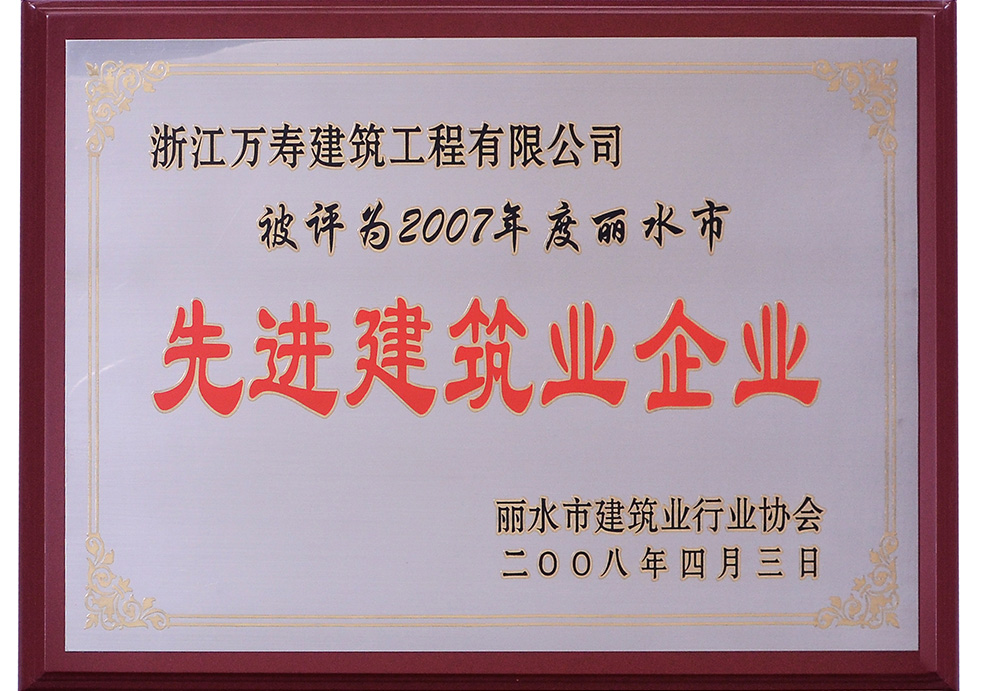 浙江万寿建筑工程有限公司
被评为2007年度丽水市
先进建筑业企业
丽水市建筑业行业协会
二〇〇八年四月三日